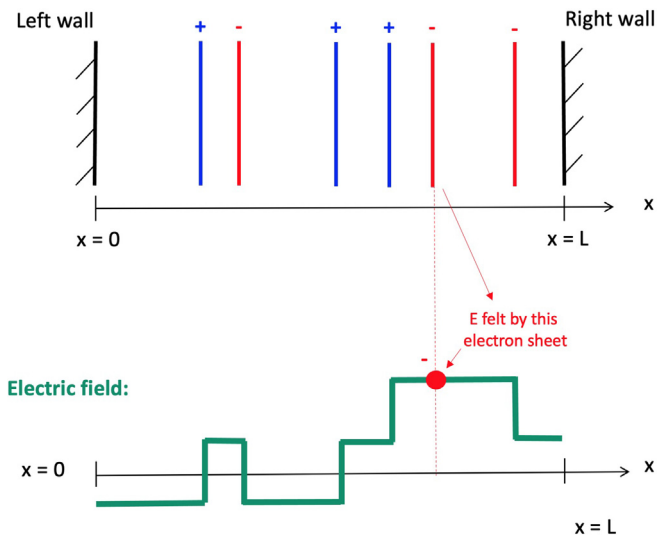 Left wall
Right wall
+ - + + - -
x
x = 0
x = L
E felt by this
electron sheet
-
Electric field:
x = 0
x
x = L